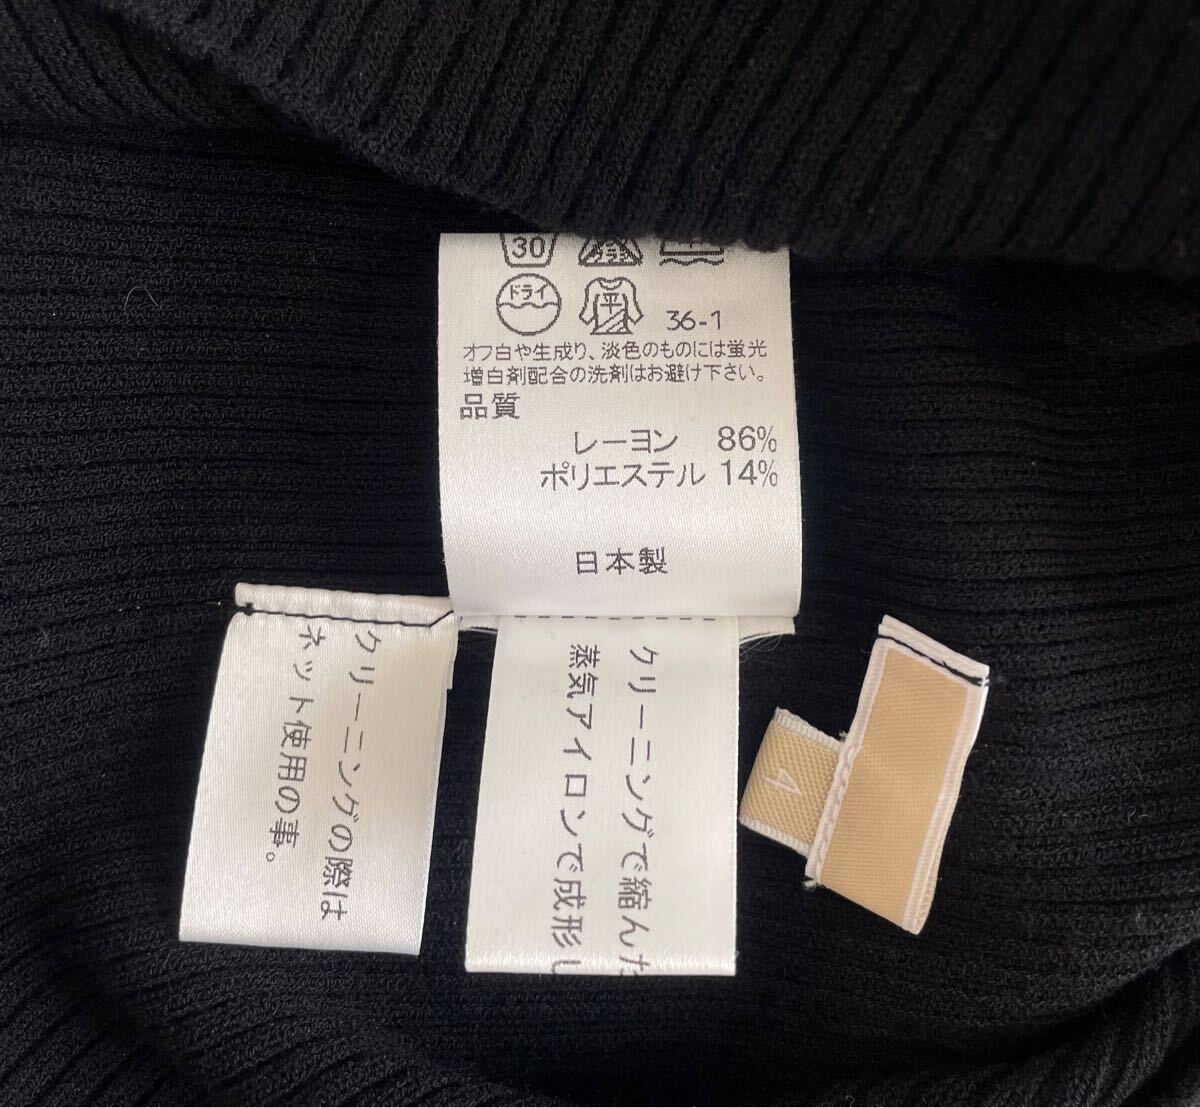 30
ドライ
平
36-1
オフ白や生成り、淡色のものには蛍光
増白剤配合の洗剤はお避け下さい。
品質
レーヨン 86%
ポリエステル 14%
日本製
クリーニングの際は
ネット使用の事。
クリーニングで縮んた
蒸気アイロンで成形し
4